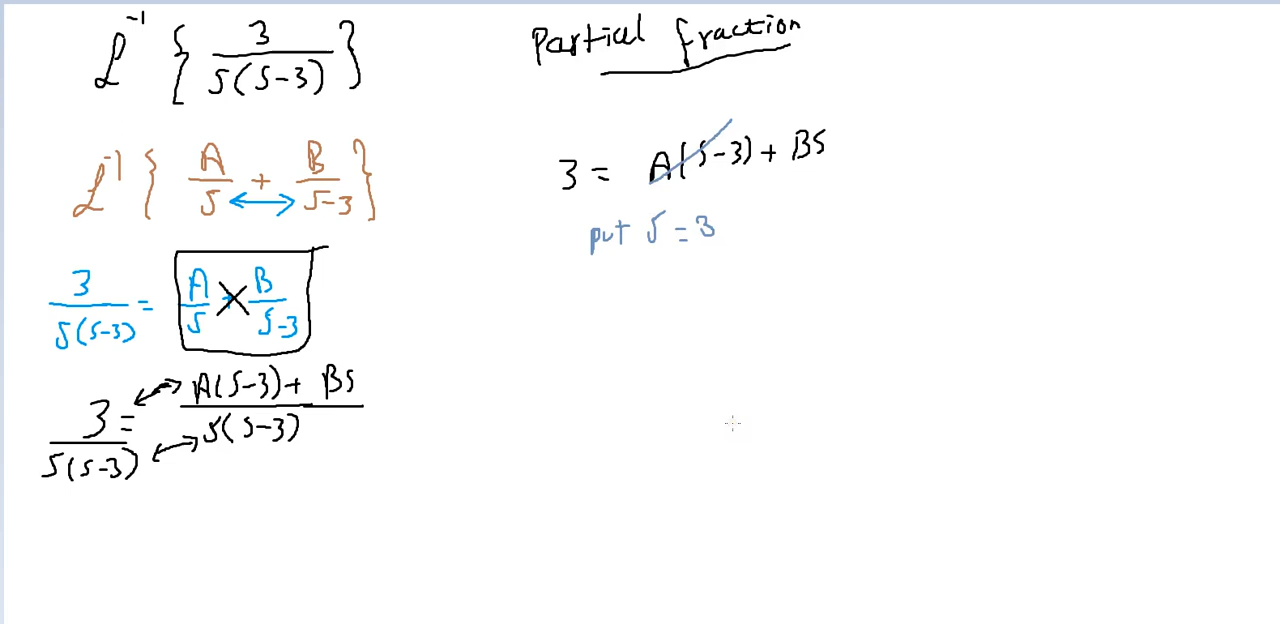 ℒ⁻¹ { 3 / s(s-3) }
ℒ⁻¹ { A/s + B/s-3 }
3 / s(s-3) = A/s + B/s-3
3 / s(s-3) = A(s-3) + Bs / s(s-3)
Partial fraction
3 = A(s-3) + Bs
put s = 3